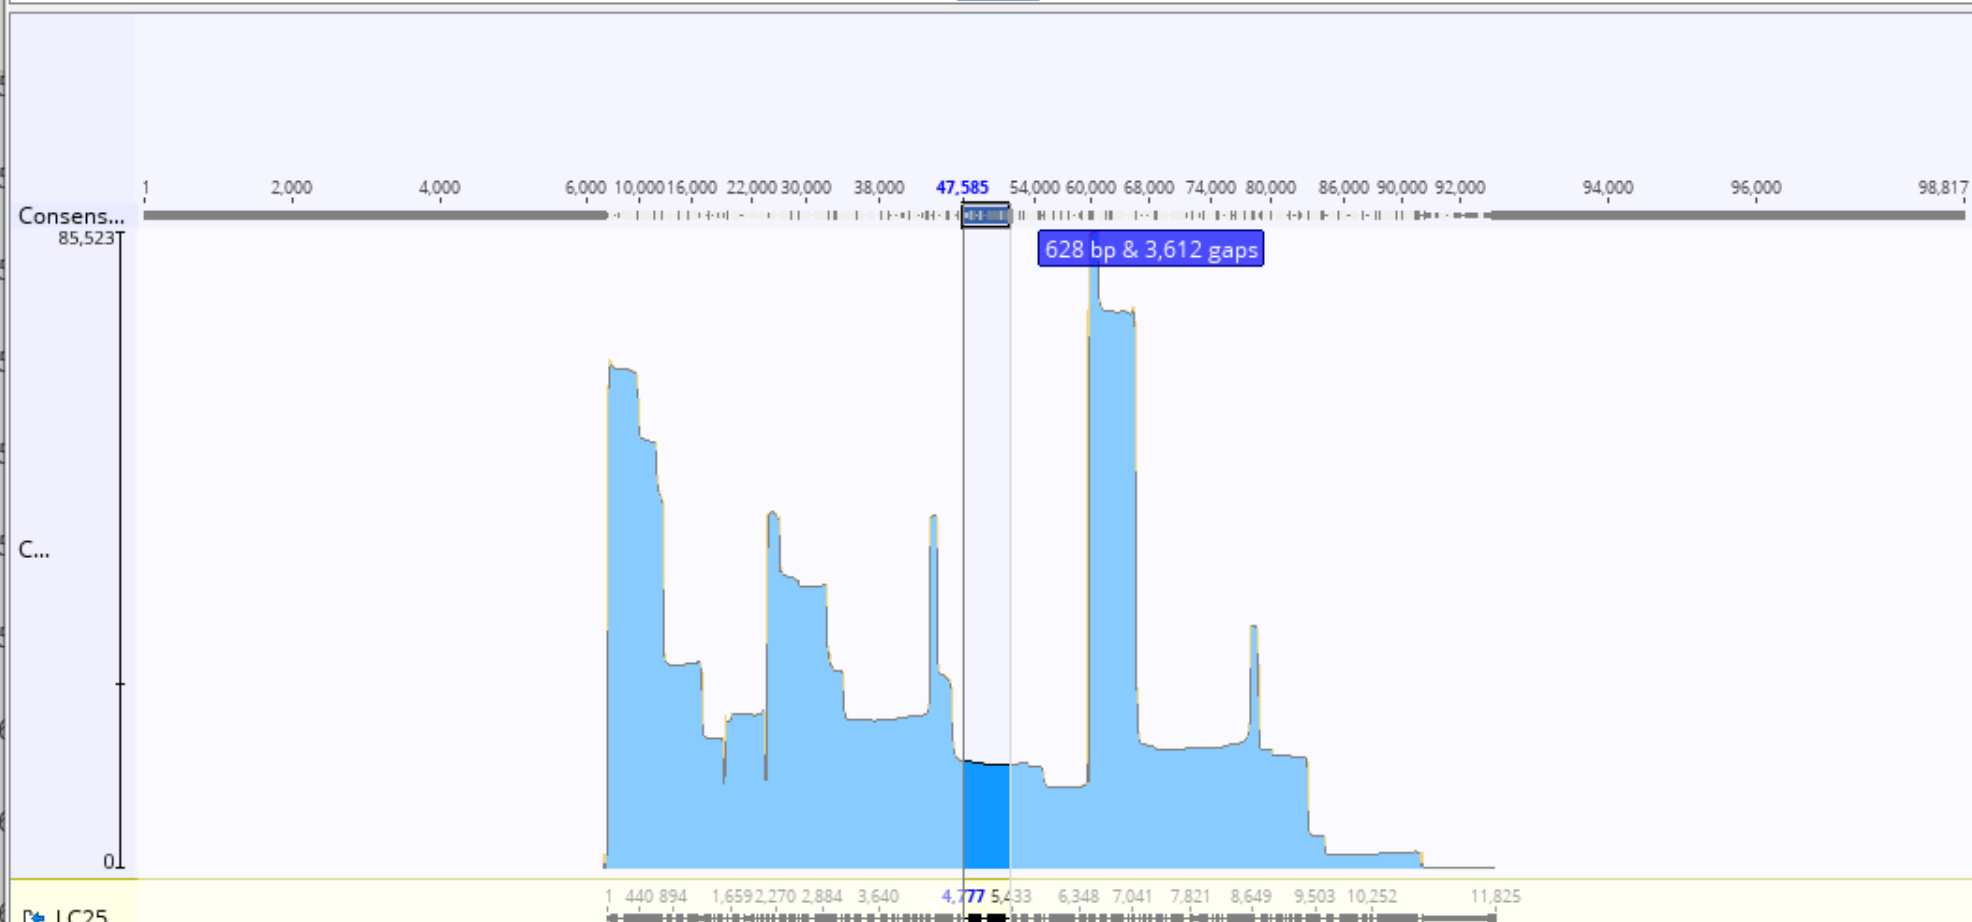 1 2,000 4,000 6,000 10,000 16,000 22,000 30,000 38,000 47,585 54,000 60,000 68,000 74,000 80,000 86,000 90,000 92,000 94,000 96,000 98,817
Consens...
85,523
628 bp & 3,612 gaps
C...
0
1 440 894 1,659 2,270 2,884 3,640 4,777 5,433 6,348 7,041 7,821 8,649 9,503 10,252 11,825
LC25